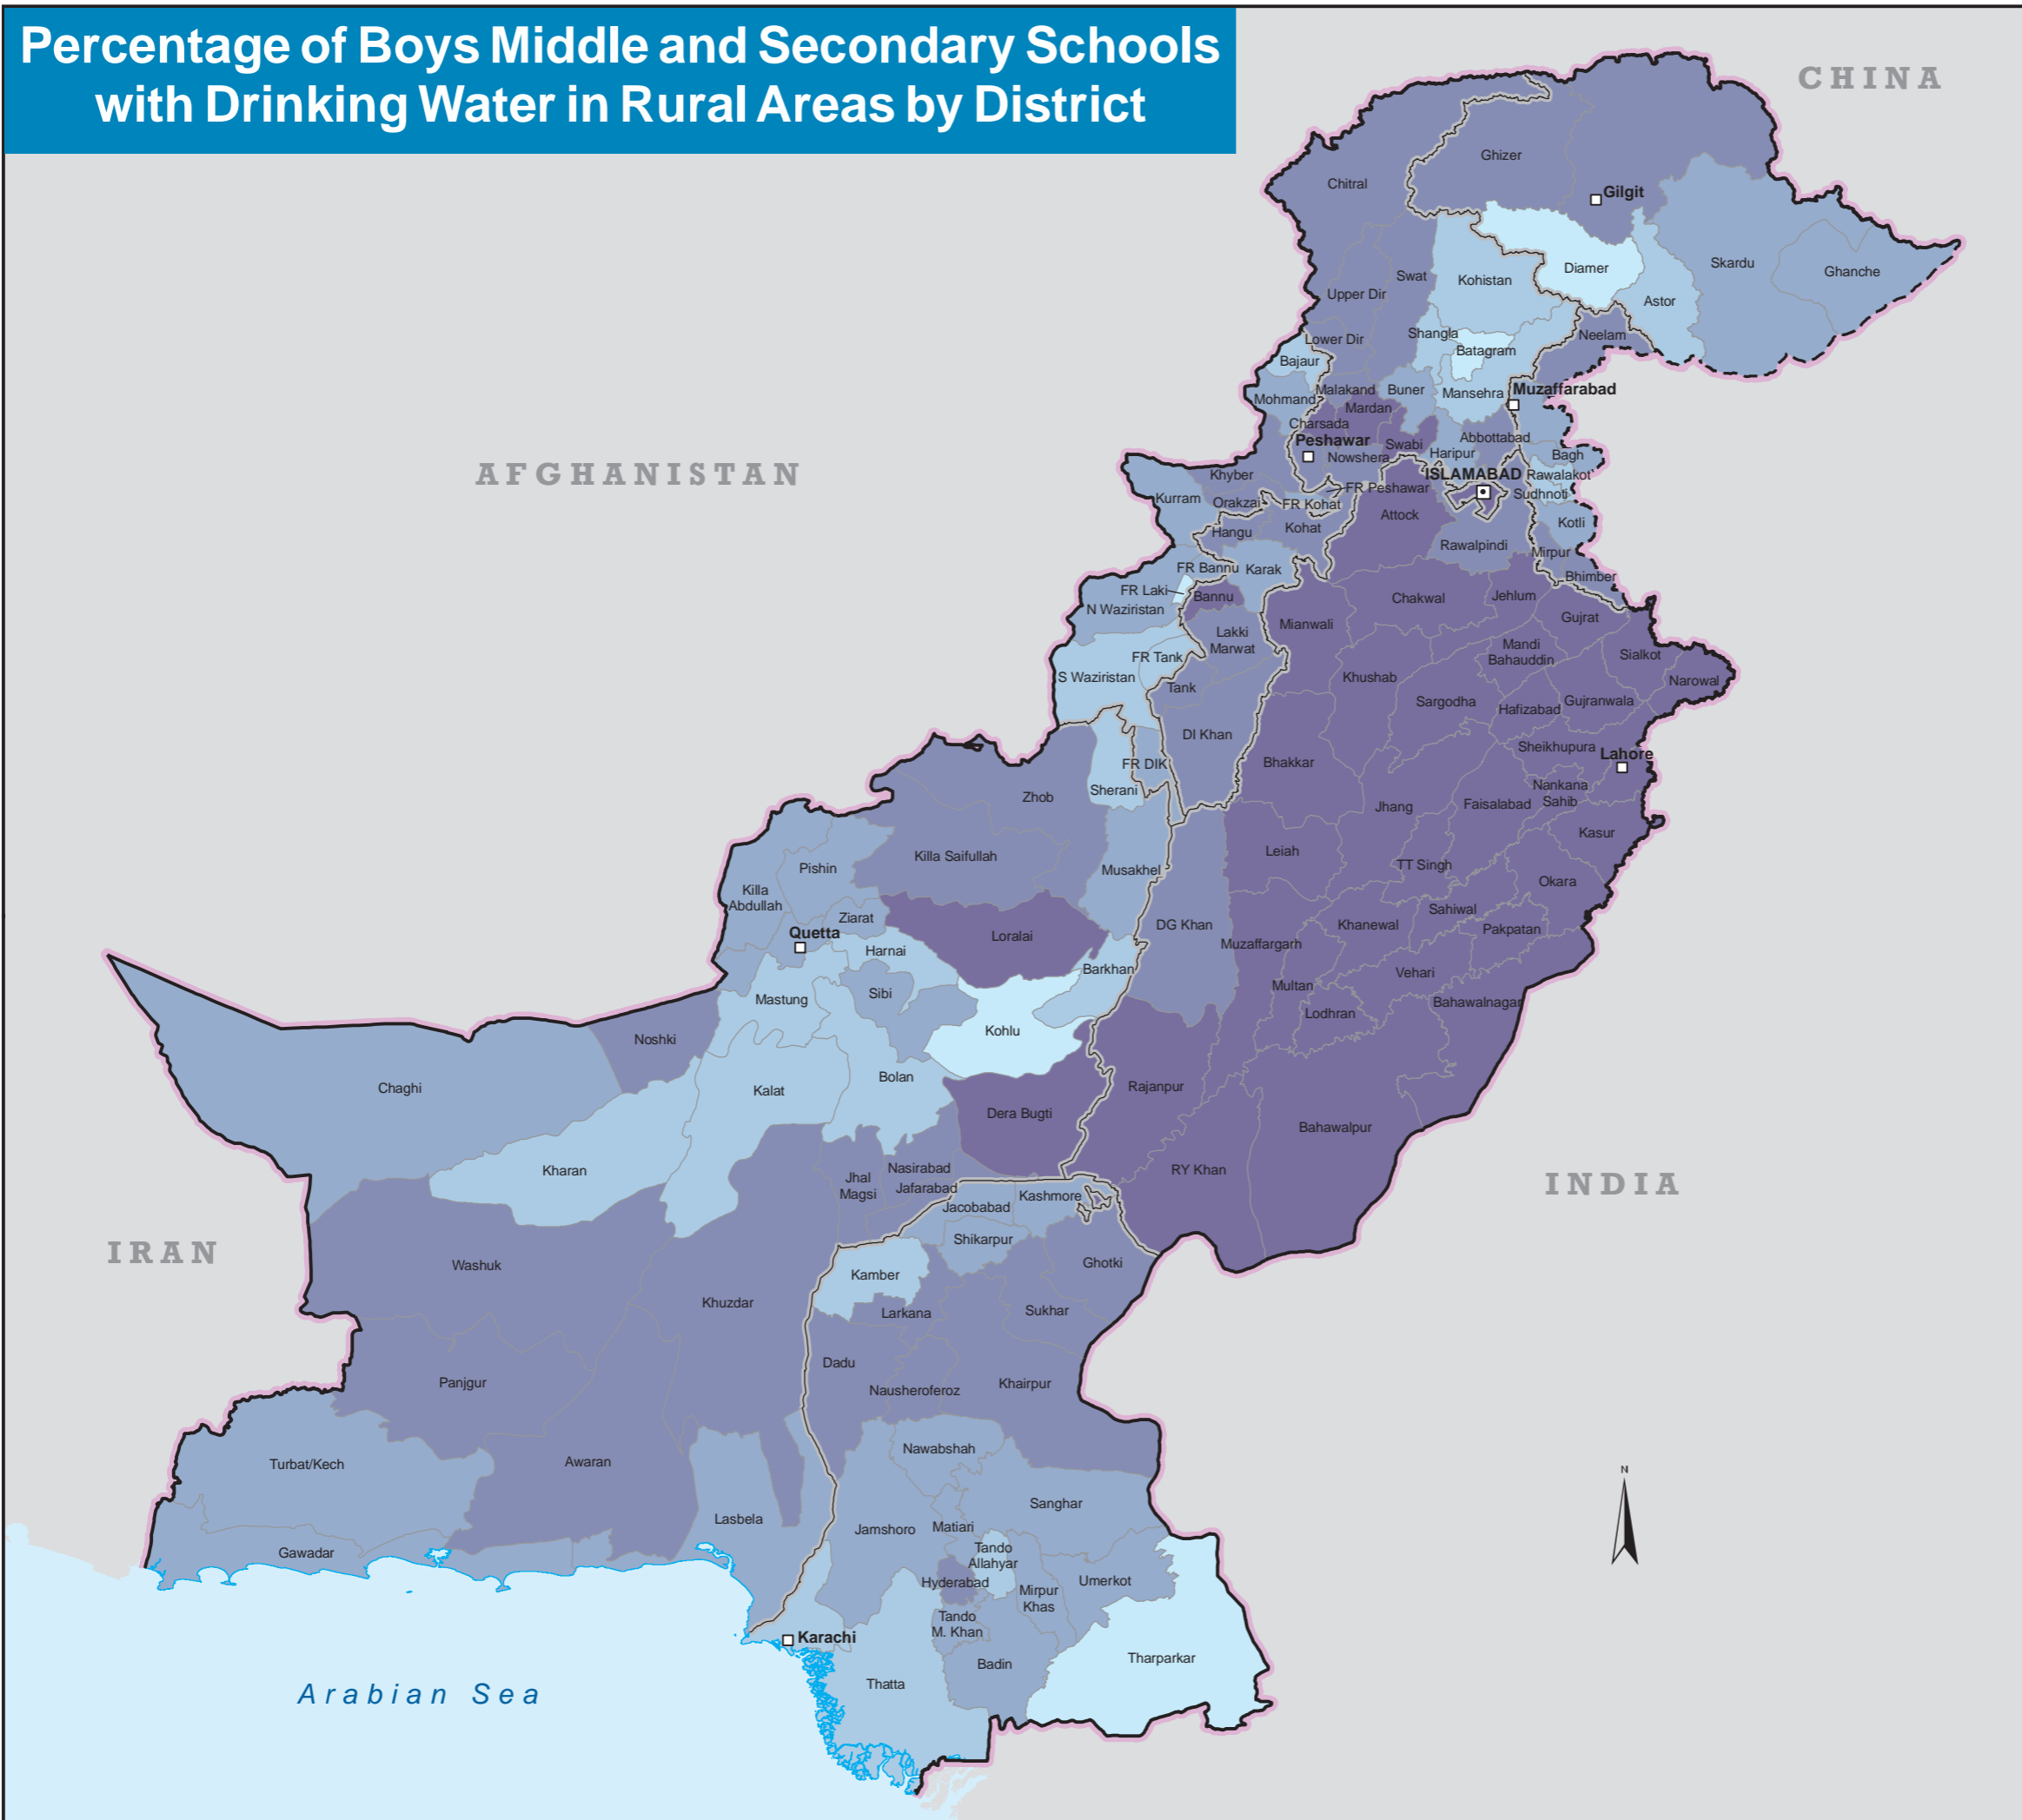 Percentage of Boys Middle and Secondary Schools
with Drinking Water in Rural Areas by District
CHINA
Ghizer
Chitral
Gilgit
Skardu
Ghanche
Diamer
Swat
Kohistan
Upper Dir
Astor
Shangla
Neelam
Lower Dir
Batagram
Bajaur
Malakand
Buner
Mansehra
Muzaffarabad
Mohmand
Mardan
Charsada
Peshawar
Swabi
Abbottabad
Nowshera
Haripur
Bagh
AFGHANISTAN
Khyber
ISLAMABAD
Rawalakot
Kurram
FR Peshawar
Sudhnoti
Orakzai
FR Kohat
Attock
Kotli
Hangu
Kohat
Rawalpindi
Mirpur
FR Bannu
Karak
Bhimber
FR Laki
Bannu
Chakwal
Jehlum
N Waziristan
Gujrat
Mianwali
Lakki
Marwat
Mandi
Bahauddin
FR Tank
Sialkot
S Waziristan
Khushab
Narowal
Tank
Sargodha
Hafizabad
Gujranwala
DI Khan
Sheikhupura
Lahore
FR DIK
Bhakkar
Sherani
Zhob
Nankana
Sahib
Jhang
Faisalabad
Kasur
Killa Saifullah
Leiah
Pishin
Musakhel
TT Singh
Okara
Killa
Abdullah
Ziarat
Sahiwal
Quetta
Loralai
DG Khan
Khanewal
Pakpatan
Harnai
Muzaffargarh
Barkhan
Vehari
Mastung
Sibi
Multan
Bahawalnagar
Lodhran
Kohlu
Noshki
Chaghi
Kalat
Bolan
Rajanpur
Dera Bugti
Bahawalpur
Kharan
Nasirabad
RY Khan
Jhal
Magsi
Jafarabad
Kashmore
INDIA
Jacobabad
IRAN
Shikarpur
Washuk
Kamber
Ghotki
Khuzdar
Larkana
Sukhar
Dadu
Panjgur
Nausheroferoz
Khairpur
Nawabshah
Turbat/Kech
Awaran
N
Sanghar
Lasbela
Jamshoro
Matiari
Gawadar
Tando
Allahyar
Hyderabad
Umerkot
Mirpur
Khas
Tando
M. Khan
Karachi
Badin
Tharparkar
Thatta
Arabian Sea